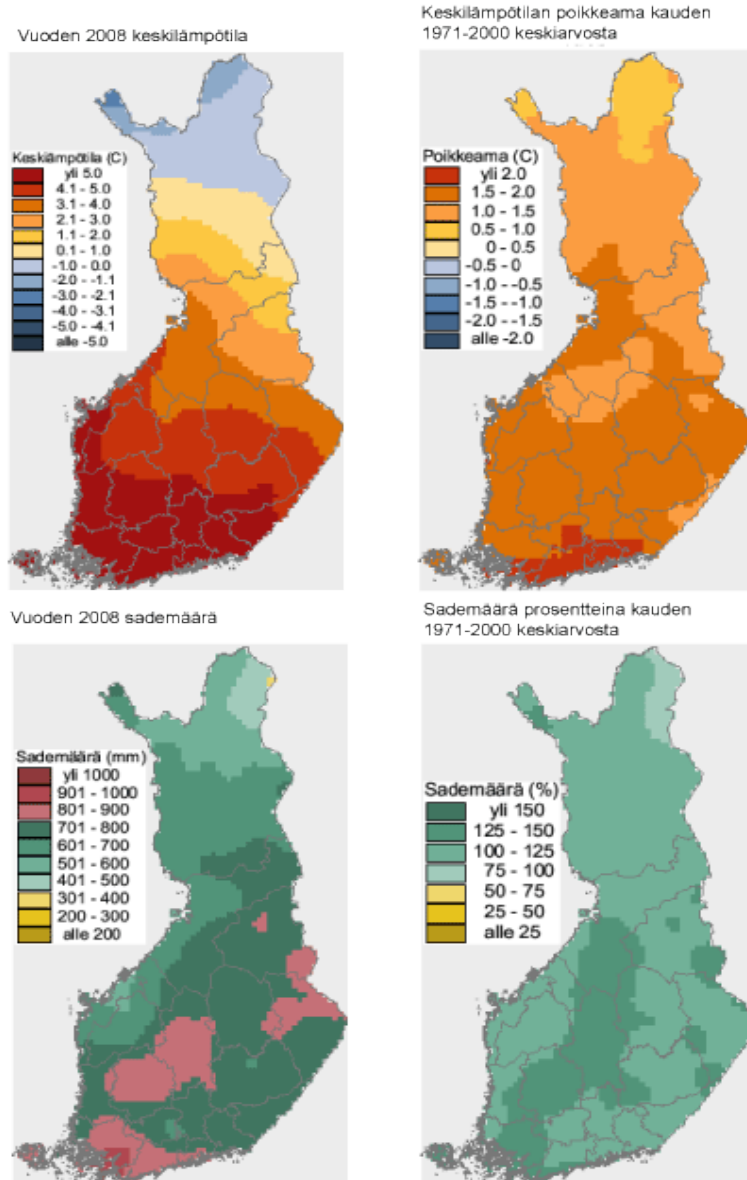 Vuoden 2008 keskilämpötila
Keskilämpötila (C)
yli 5.0
4.1 - 5.0
3.1 - 4.0
2.1 - 3.0
1.1 - 2.0
0.1 - 1.0
-1.0 - 0.0
-2.0 - -1.1
-3.0 - -2.1
-4.0 - -3.1
-5.0 - -4.1
alle -5.0
Keskilämpötilan poikkeama kauden
1971-2000 keskiarvosta
Poikkeama (C)
yli 2.0
1.5 - 2.0
1.0 - 1.5
0.5 - 1.0
0 - 0.5
-0.5 - 0
-1.0 - -0.5
-1.5 - -1.0
-2.0 - -1.5
alle -2.0
Vuoden 2008 sademäärä
Sademäärä (mm)
yli 1000
901 - 1000
801 - 900
701 - 800
601 - 700
501 - 600
401 - 500
301 - 400
200 - 300
alle 200
Sademäärä prosentteina kauden
1971-2000 keskiarvosta
Sademäärä (%)
yli 150
125 - 150
100 - 125
75 - 100
50 - 75
25 - 50
alle 25